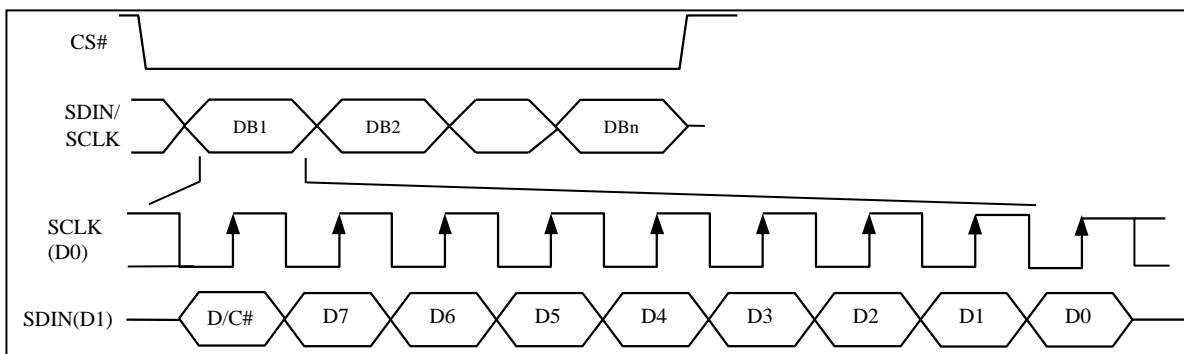 CS#
SDIN/
SCLK
DB1 DB2 DBn
SCLK
(D0)
SDIN(D1) D/C# D7 D6 D5 D4 D3 D2 D1 D0